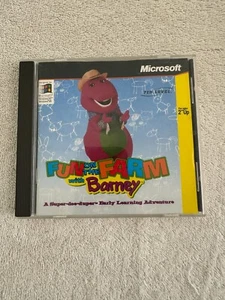 Microsoft
FUN ON THE FARM
with Barney
A Super-dee-duper Early Learning Adventure